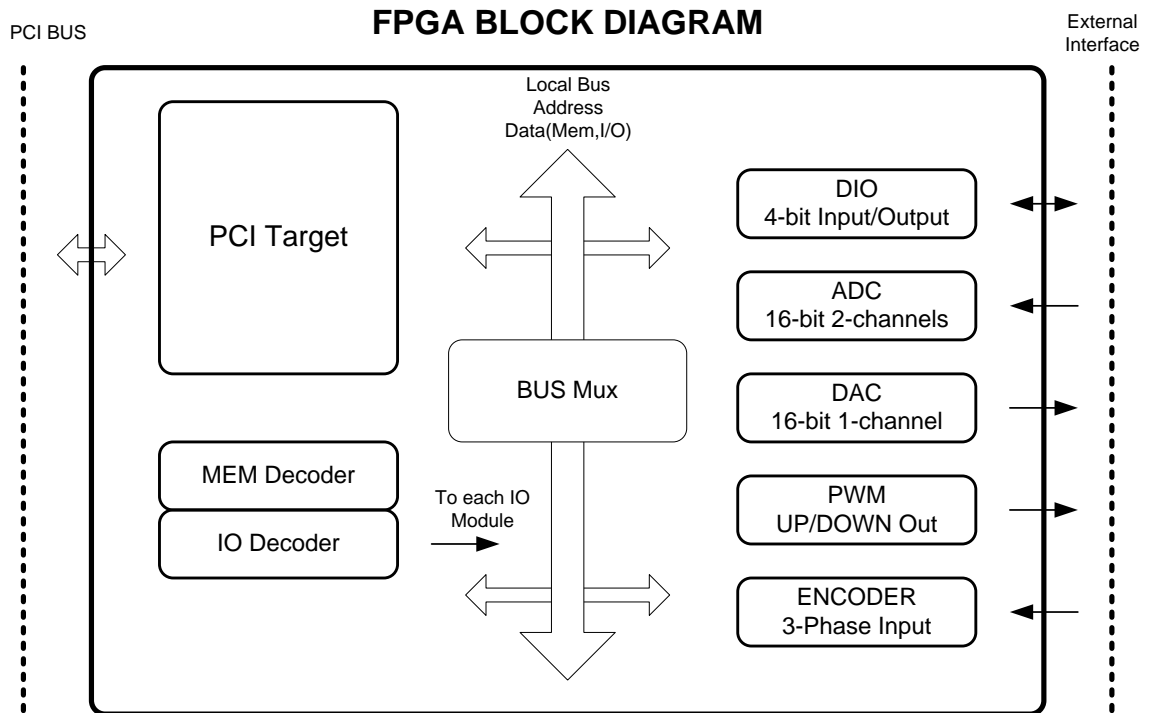 FPGA BLOCK DIAGRAM
PCI BUS
External
Interface
Local Bus
Address
Data(Mem,I/O)
PCI Target
DIO
4-bit Input/Output
ADC
16-bit 2-channels
BUS Mux
DAC
16-bit 1-channel
MEM Decoder
IO Decoder
To each IO
Module
PWM
UP/DOWN Out
ENCODER
3-Phase Input